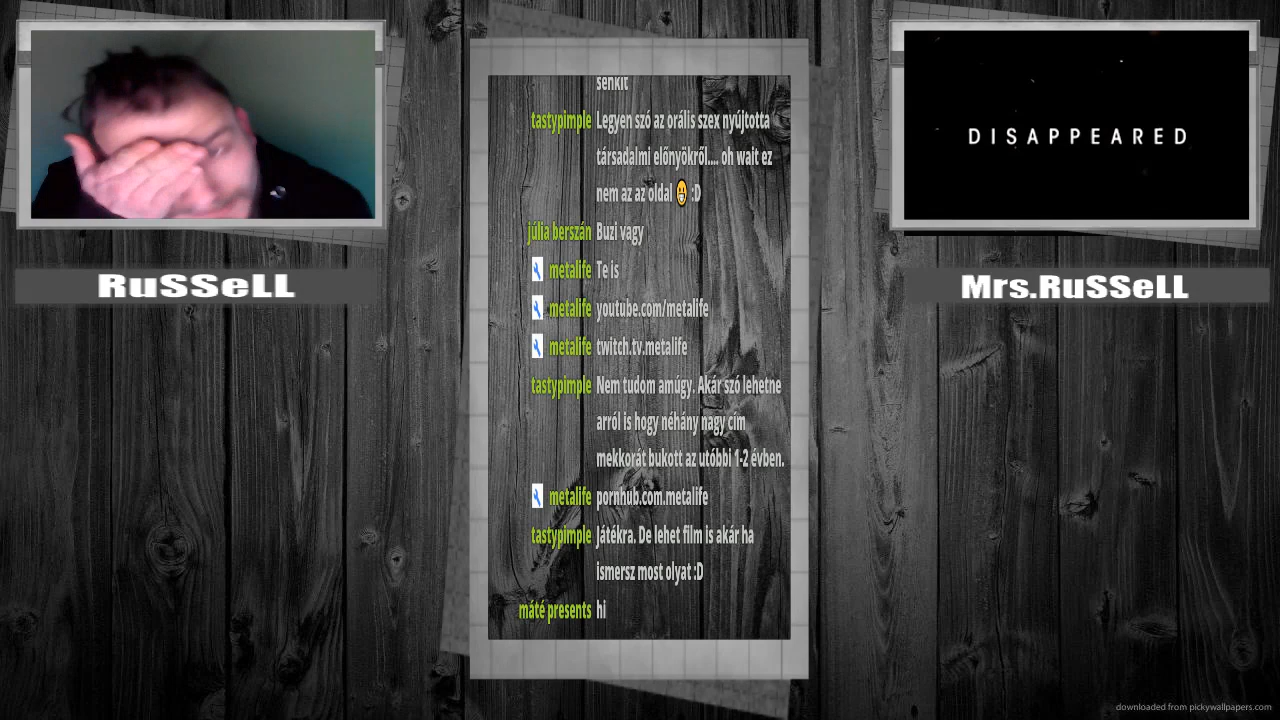 senkit
tastypimple Legyen szó az orális szex nyújtotta
társadalmi előnyökről.... oh wait ez
nem az az oldal 😀 :D
júlia berszán Buzi vagy
metalife Te is
metalife youtube.com/metalife
metalife twitch.tv.metalife
tastypimple Nem tudom amúgy. Akár szó lehetne
arról is hogy néhány nagy cím
mekkorát bukott az utóbbi 1-2 évben.
metalife pornhub.com.metalife
tastypimple Játékra. De lehet film is akár ha
ismersz most olyat :D
máté presents hi
RuSSeLL
DISAPPEARED
Mrs.RuSSeLL
downloaded from pickywallpapers.com